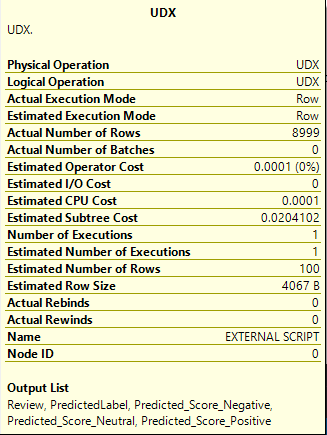 UDX
UDX.
Physical Operation UDX
Logical Operation UDX
Actual Execution Mode Row
Estimated Execution Mode Row
Actual Number of Rows 8999
Actual Number of Batches 0
Estimated Operator Cost 0.0001 (0%)
Estimated I/O Cost 0
Estimated CPU Cost 0.0001
Estimated Subtree Cost 0.0204102
Number of Executions 1
Estimated Number of Executions 1
Estimated Number of Rows 100
Estimated Row Size 4067 B
Actual Rebinds 0
Actual Rewinds 0
Name EXTERNAL SCRIPT
Node ID 0
Output List
Review, PredictedLabel, Predicted_Score_Negative,
Predicted_Score_Neutral, Predicted_Score_Positive